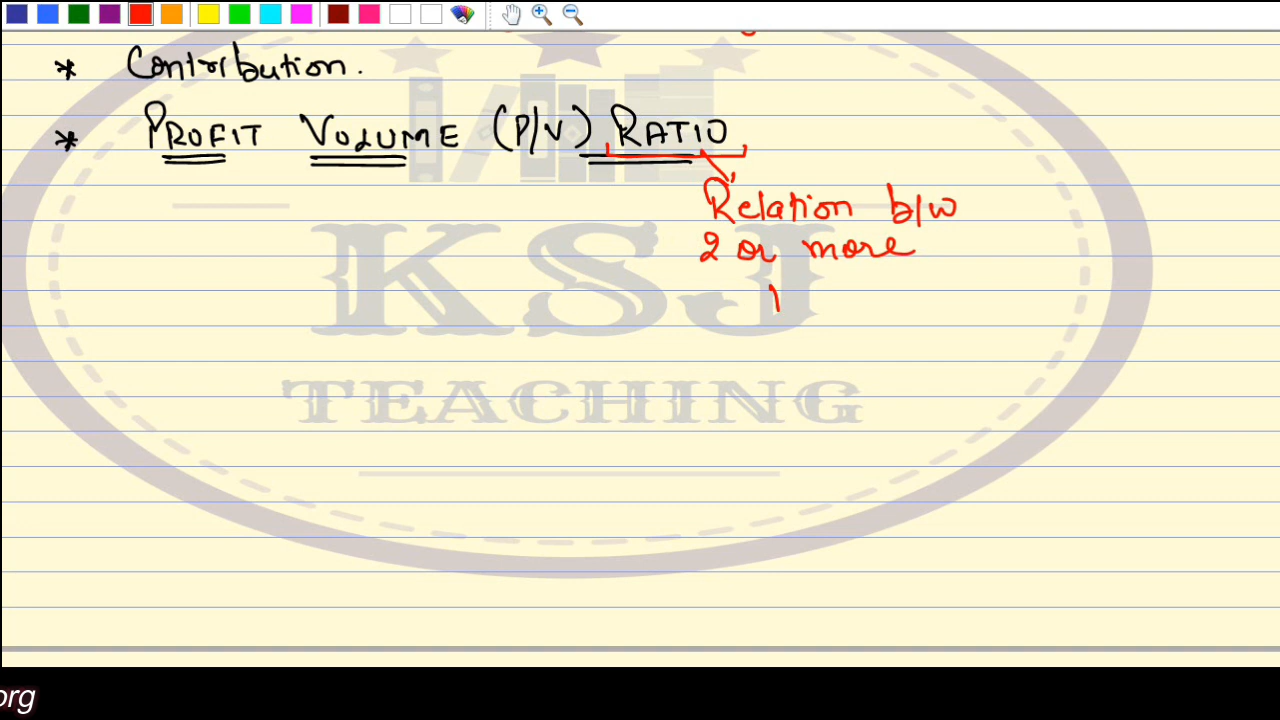 * Contribution.
* PROFIT VOLUME (P/V) RATIO
Relation b/w
2 or more
KSJ
TEACHING
org